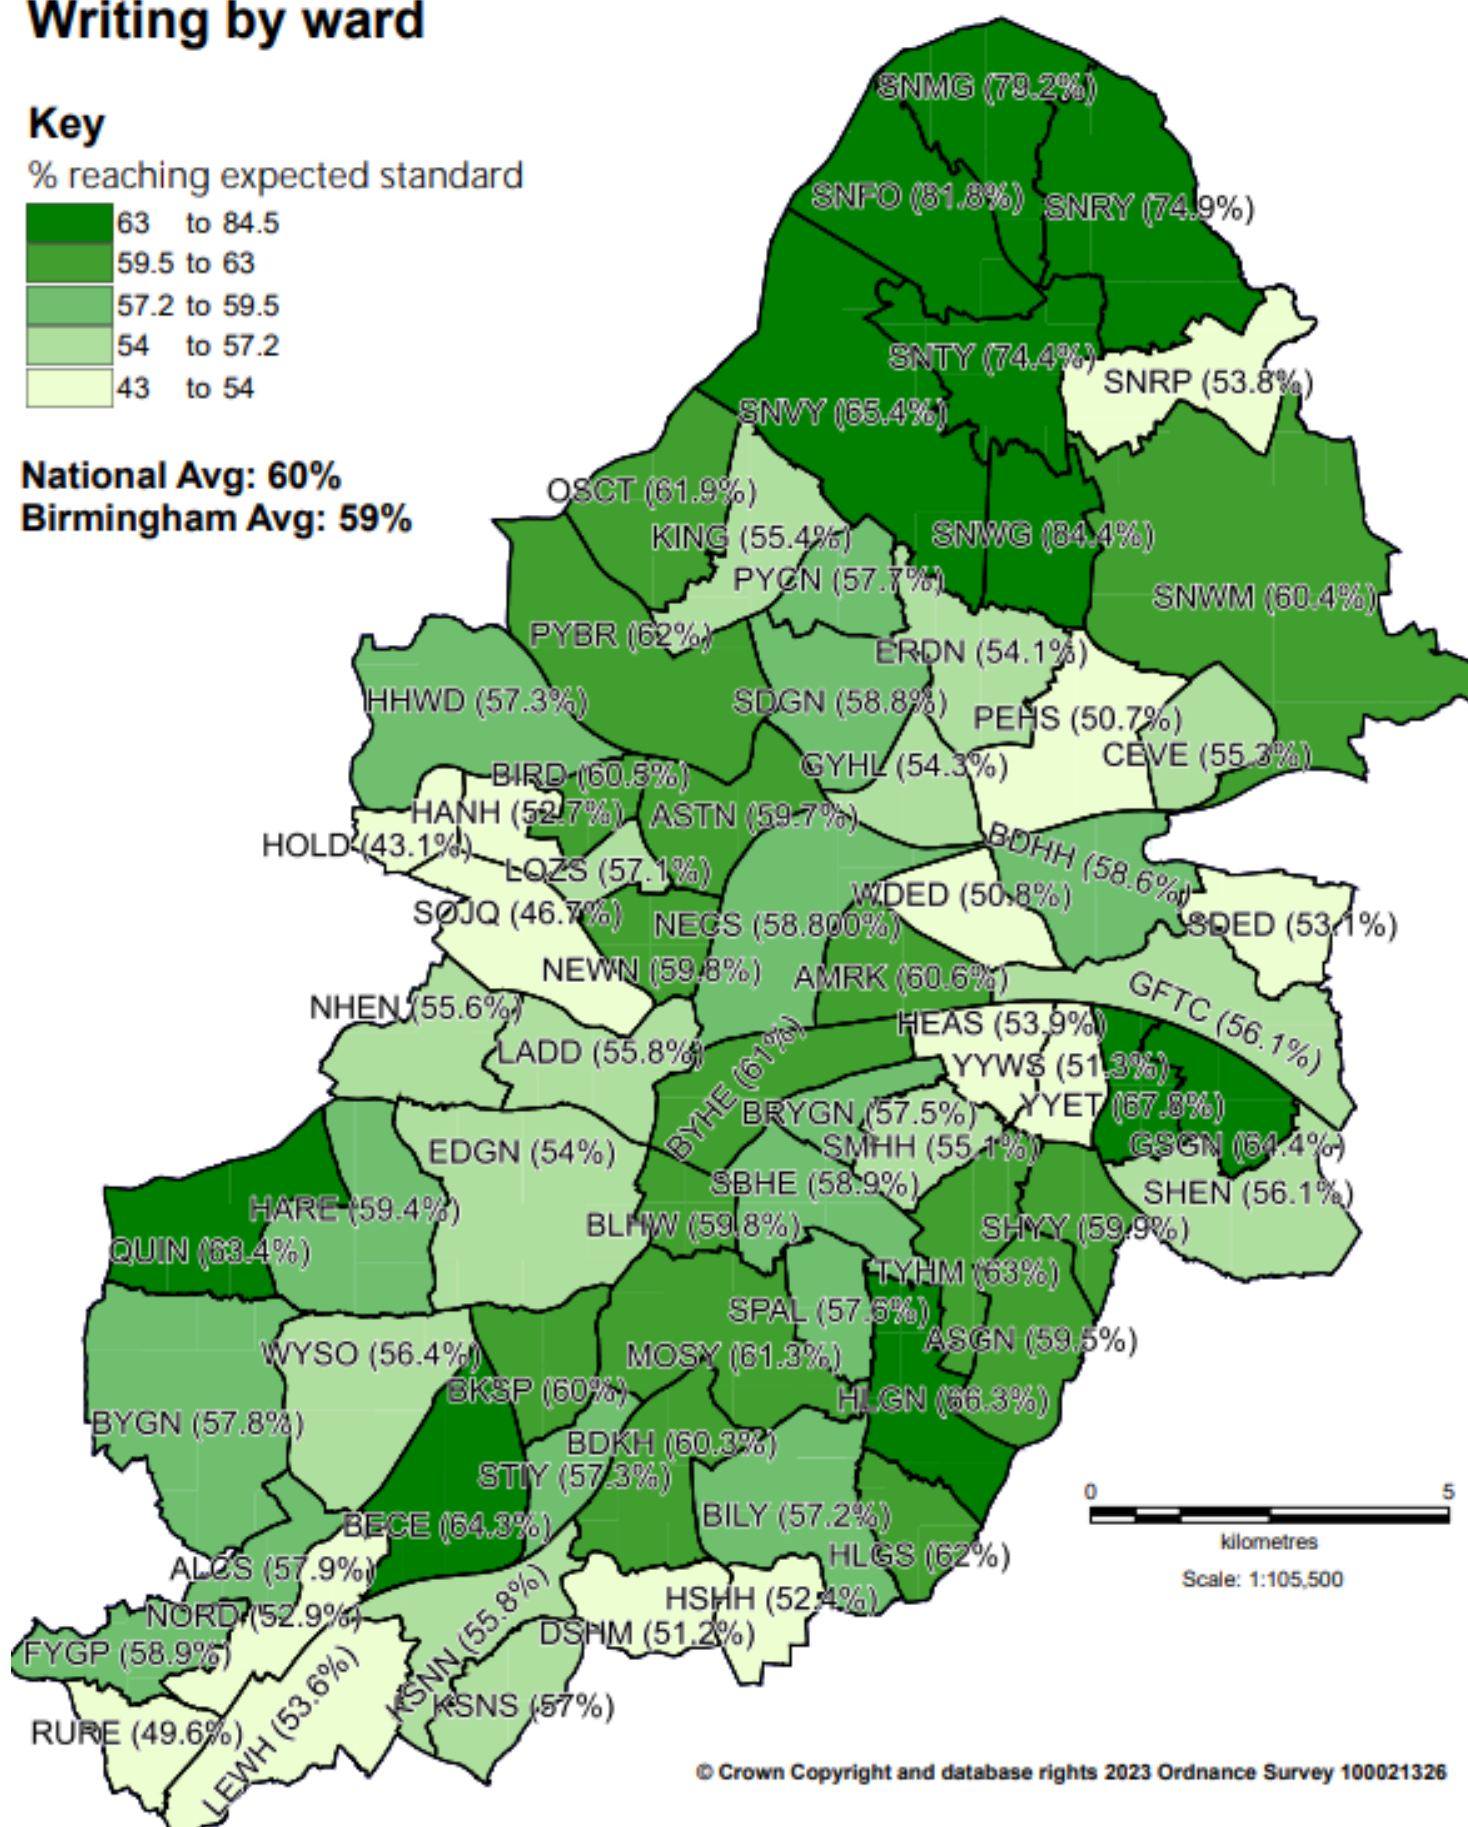 Writing by ward
Key
% reaching expected standard
63 to 84.5
59.5 to 63
57.2 to 59.5
54 to 57.2
43 to 54
National Avg: 60%
Birmingham Avg: 59%
SNMG (79.2%)
SNFO (81.8%)
SNRY (74.9%)
SNTY (74.4%)
SNRP (53.8%)
SNVY (65.4%)
OSCT (61.9%)
KING (55.4%)
SNWG (84.4%)
PYCN (57.7%)
SNWM (60.4%)
PYBR (62%)
ERDN (54.1%)
HHWD (57.3%)
SDGN (58.8%)
PEHS (50.7%)
CEVE (55.3%)
GYHL (54.3%)
BIRD (60.5%)
HANH (52.7%)
ASTN (59.7%)
HOLD (43.1%)
BDHH (58.6%)
LOZS (57.1%)
WDED (50.8%)
SOJQ (46.7%)
NECS (58.800%)
SDED (53.1%)
NEWN (59.8%)
AMRK (60.6%)
NHEN (55.6%)
GFTC (56.1%)
HEAS (53.9%)
LADD (55.8%)
YYWS (51.3%)
BYHE (61%)
BRYGN (57.5%)
YYET (67.8%)
EDGN (54%)
SMHH (55.1%)
GSGN (64.4%)
SBHE (58.9%)
SHEN (56.1%)
HARE (59.4%)
BLHW (59.8%)
SHYY (59.9%)
QUIN (63.4%)
TYHM (63%)
SPAL (57.6%)
ASGN (59.5%)
WYSO (56.4%)
MOSY (61.3%)
BKSP (60%)
HLGN (66.3%)
BYGN (57.8%)
BDKH (60.3%)
STIY (57.3%)
BILY (57.2%)
BECE (64.3%)
HLGS (62%)
ALCS (57.9%)
HSHH (52.4%)
NORD (52.9%)
DSHM (51.2%)
FYGP (58.9%)
KSNN (55.8%)
KSNS (57%)
RURE (49.6%)
LEWH (53.6%)
0 5
kilometres
Scale: 1:105,500
© Crown Copyright and database rights 2023 Ordnance Survey 100021326